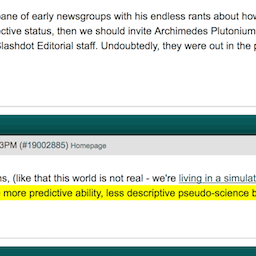 bane of early newsgroups with his endless rants about how
ctive status, then we should invite Archimedes Plutonium
Slashdot Editorial staff. Undoubtedly, they were out in the p
3PM (#19002885) Homepage
ns, (like that this world is not real - we're living in a simulat
more predictive ability, less descriptive pseudo-science b